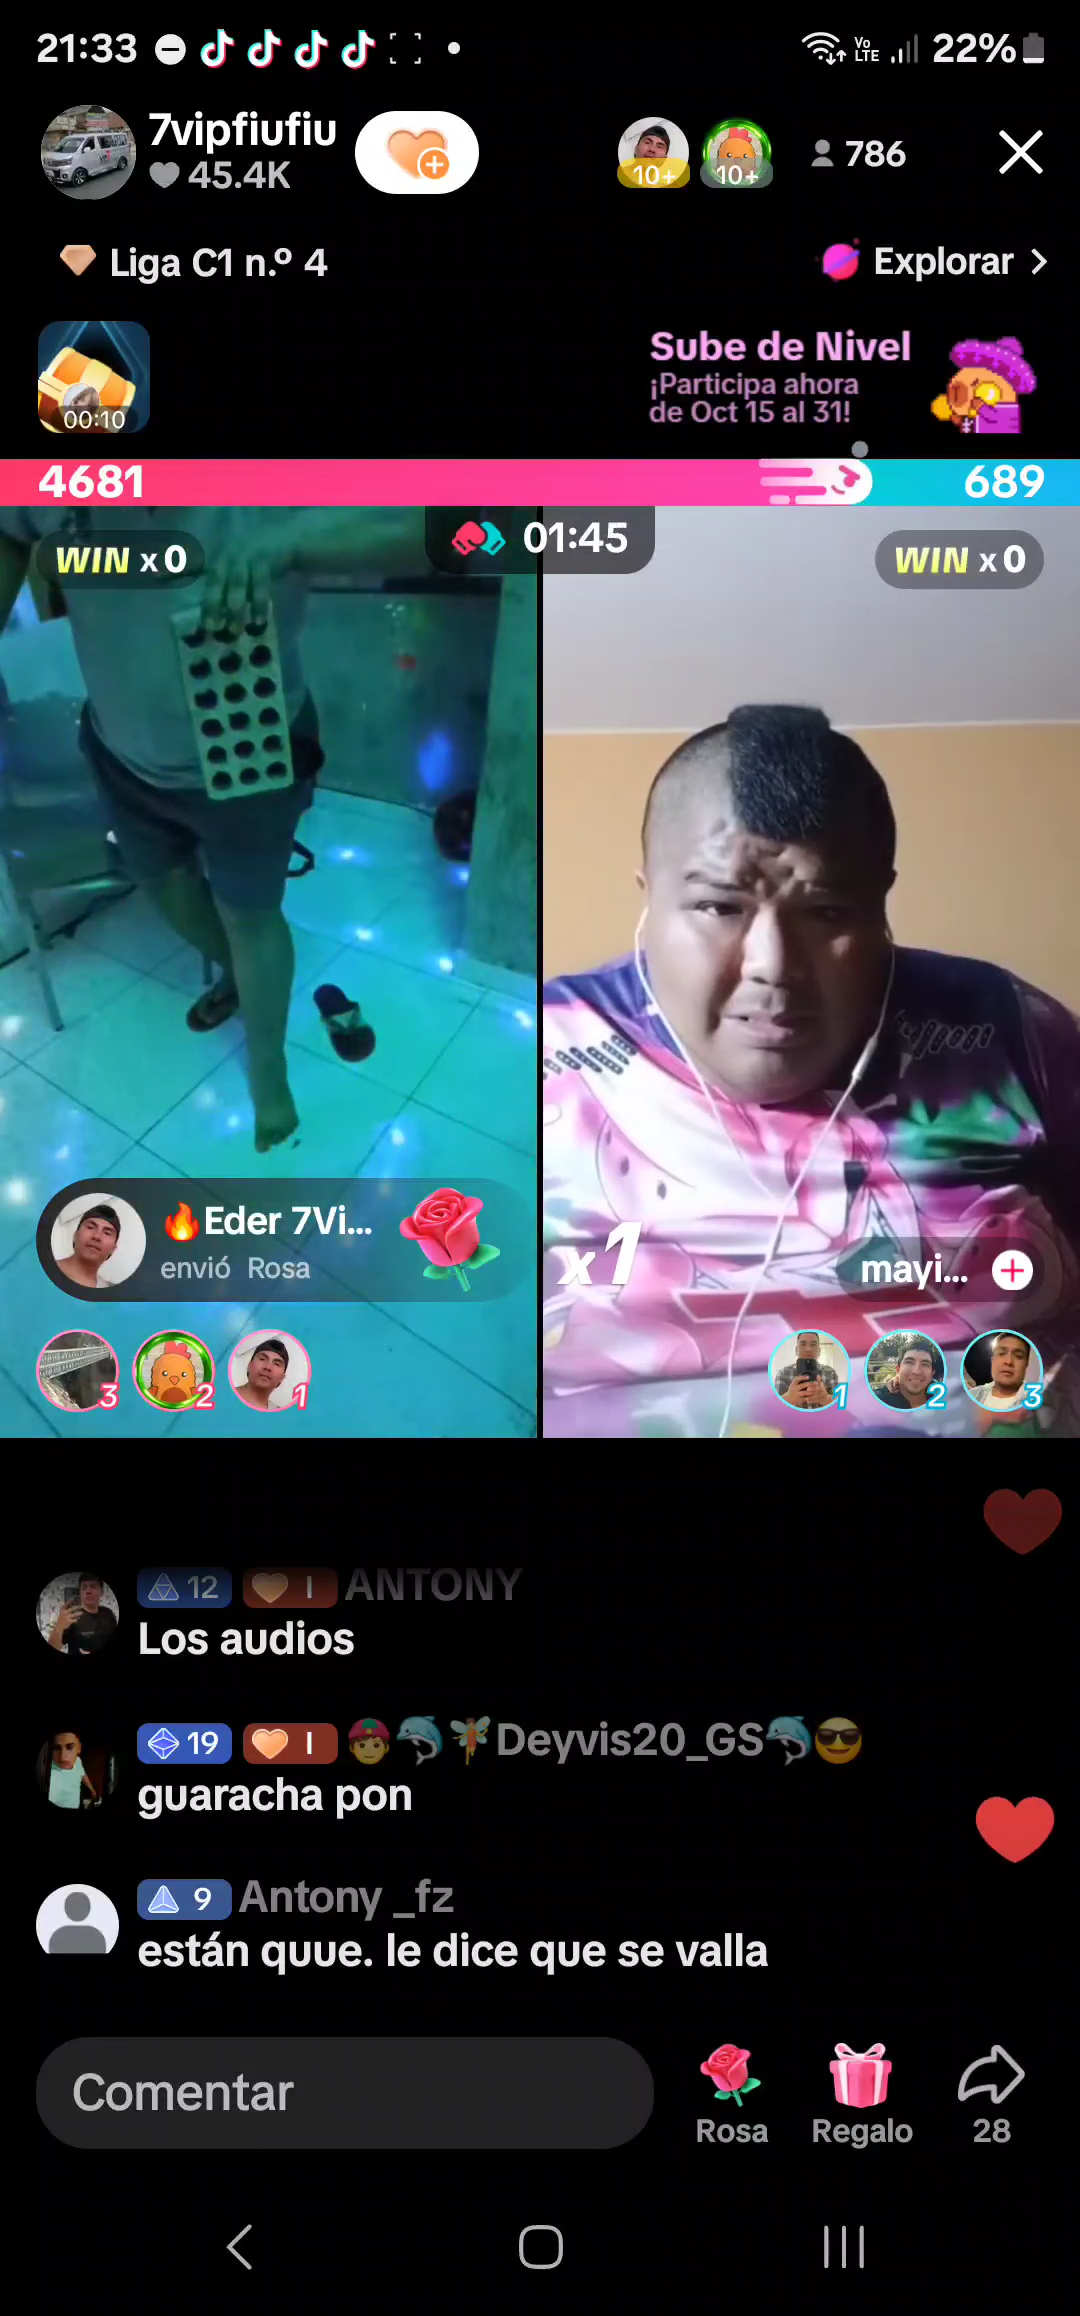 21:33
Vo LTE
22%
7vipfiufiu
45.4K
10+
10+
786
Liga C1 n.º 4
Explorar
00:10
Sube de Nivel
¡Participa ahora
de Oct 15 al 31!
4681
689
WIN x0
01:45
WIN x0
🔥Eder 7Vi...
envió Rosa
x1
mayi...
3
2
1
1
2
3
12 I ANTONY
Los audios
19 I Deyvis20_GS🐬😎
guaracha pon
9 Antony _fz
están quue. le dice que se valla
Comentar
Rosa
Regalo
28